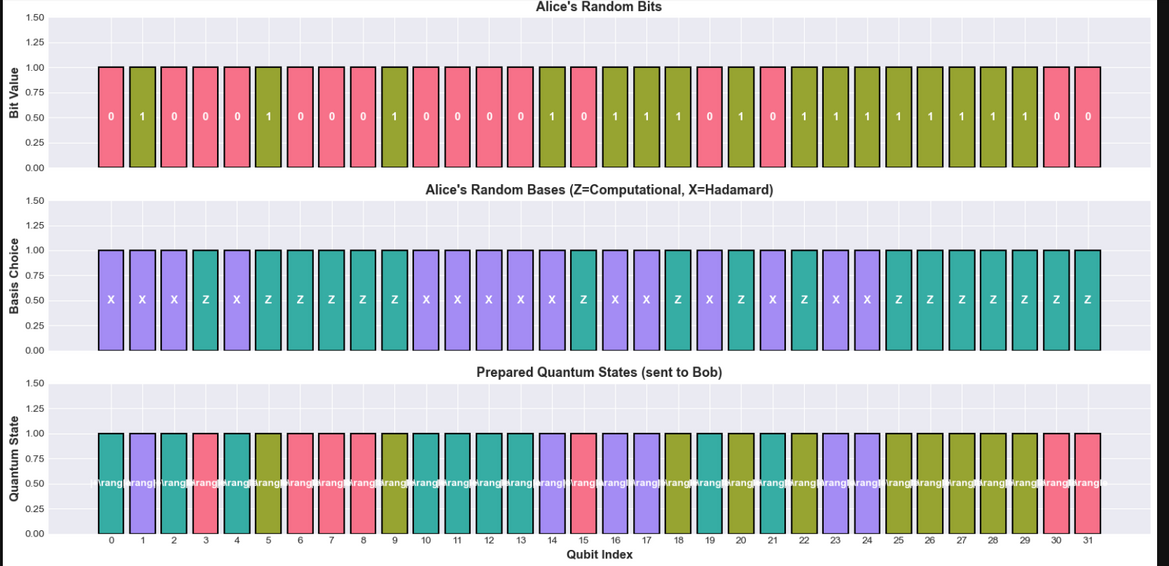 Alice's Random Bits
1.50
1.25
1.00
0.75
0.50
0.25
0.00
Bit Value
0 1 0 0 0 1 0 0 0 1 0 0 0 0 1 0 1 1 1 0 1 0 1 1 1 1 1 1 1 1 0 0
Alice's Random Bases (Z=Computational, X=Hadamard)
1.50
1.25
1.00
0.75
0.50
0.25
0.00
Basis Choice
X X X Z X Z Z Z Z Z X X X X X Z X X Z X Z X Z X X Z Z Z Z Z Z Z
Prepared Quantum States (sent to Bob)
1.50
1.25
1.00
0.75
0.50
0.25
0.00
Quantum State
0 1 2 3 4 5 6 7 8 9 10 11 12 13 14 15 16 17 18 19 20 21 22 23 24 25 26 27 28 29 30 31
Qubit Index